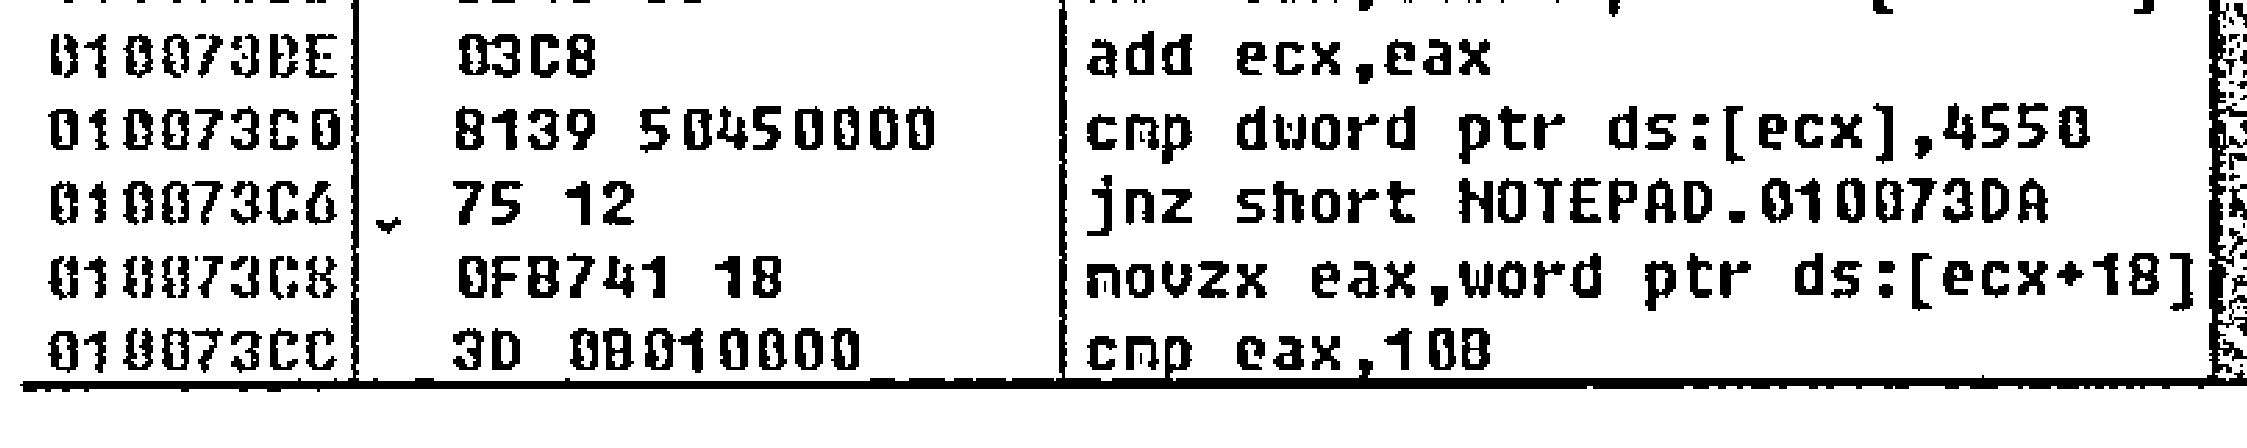 010073BE 03C8 add ecx,eax
010073C0 8139 50450000 cmp dword ptr ds:[ecx],4550
010073C6 75 12 jnz short NOTEPAD.010073DA
010073C8 0FB741 18 movzx eax,word ptr ds:[ecx+18]
010073CC 3D 0B010000 cmp eax,10B